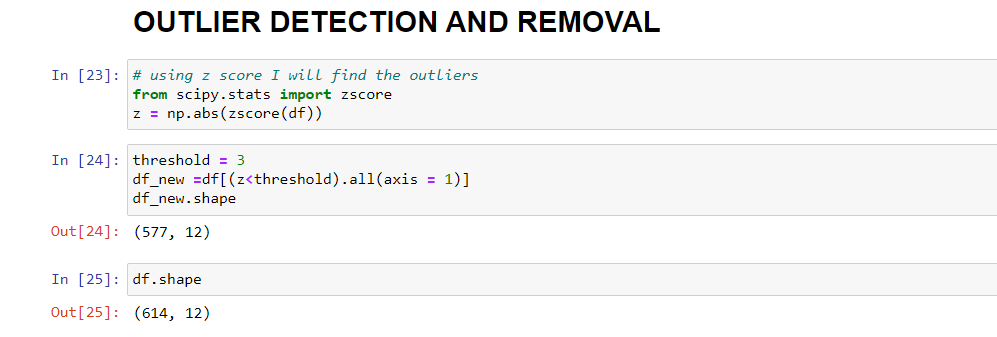 OUTLIER DETECTION AND REMOVAL
In [23]: # using z score I will find the outliers
from scipy.stats import zscore
z = np.abs(zscore(df))
In [24]: threshold = 3
df_new =df[(z<threshold).all(axis = 1)]
df_new.shape
Out[24]: (577, 12)
In [25]: df.shape
Out[25]: (614, 12)